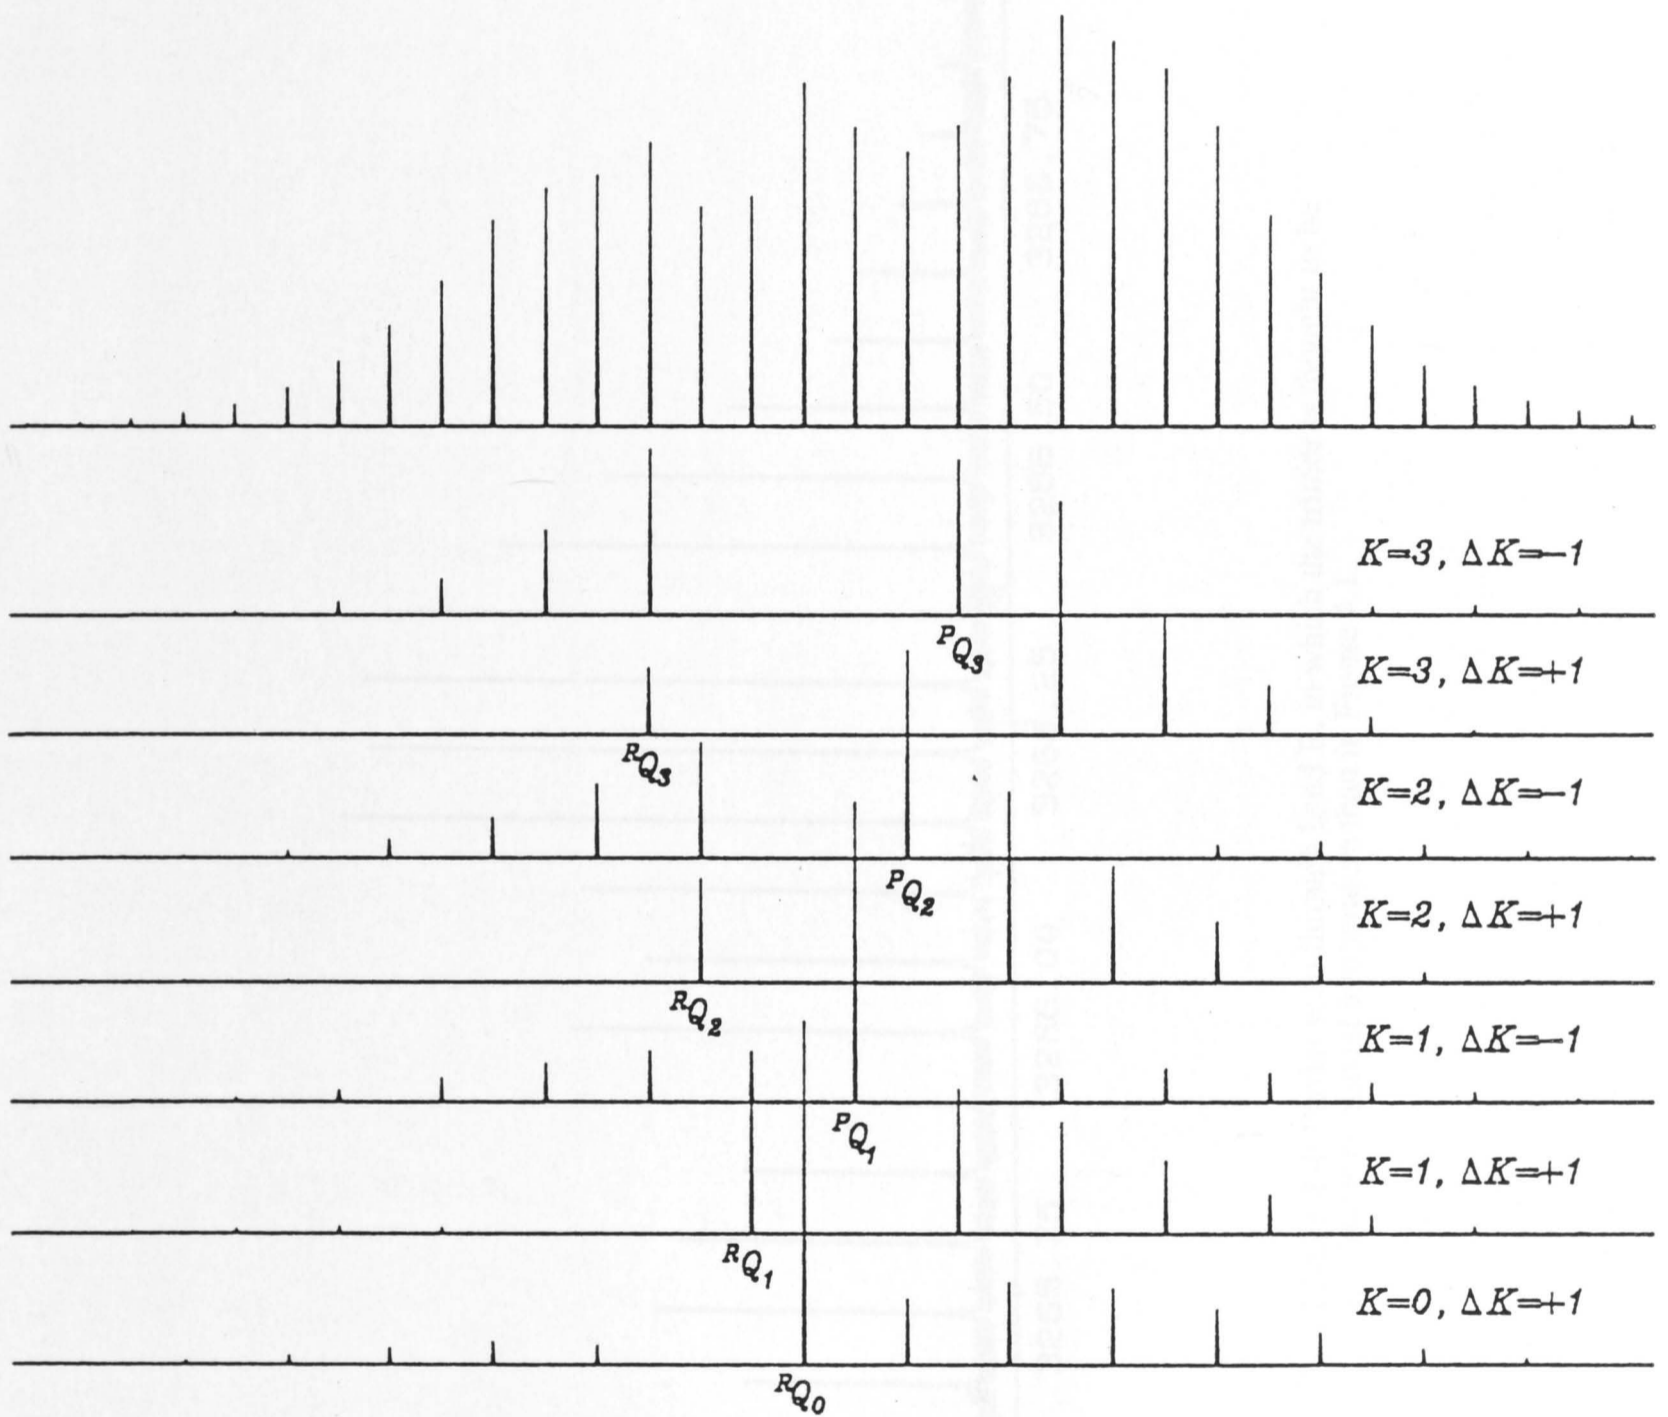 K=3, ΔK=−1
ᴾQ₃
K=3, ΔK=+1
ᴿQ₃
K=2, ΔK=−1
ᴾQ₂
K=2, ΔK=+1
ᴿQ₂
K=1, ΔK=−1
ᴾQ₁
K=1, ΔK=+1
ᴿQ₁
K=0, ΔK=+1
ᴿQ₀